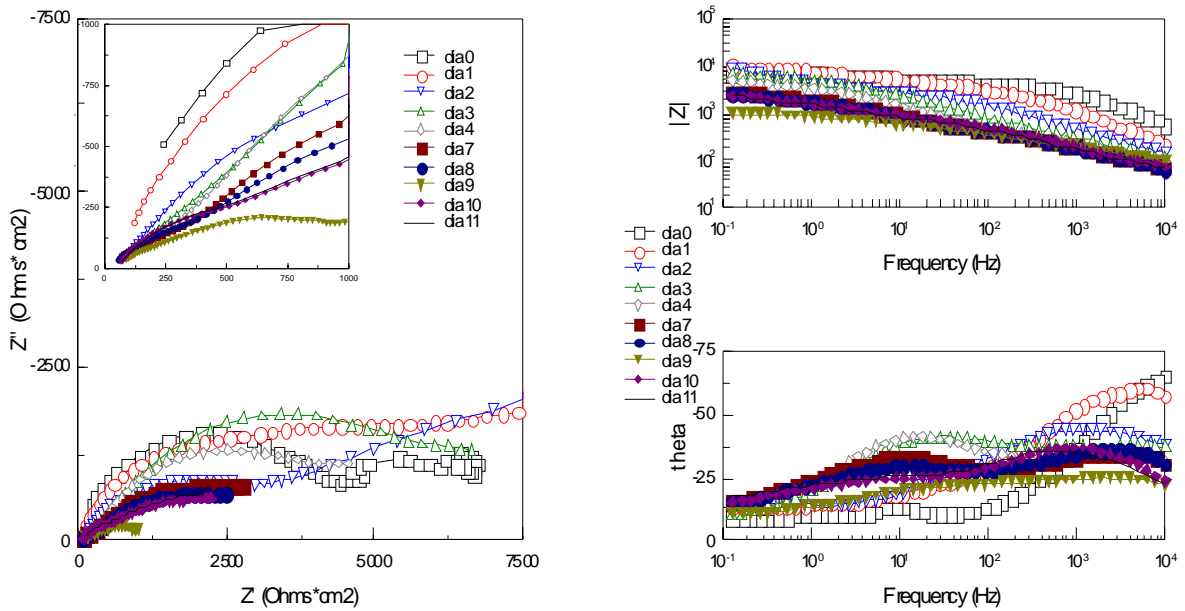 -7500
-5000
-2500
0
Z'' (Ohms*cm2)
-1000
-750
-500
-250
0
0
250
500
750
1000
da0
da1
da2
da3
da4
da7
da8
da9
da10
da11
0
2500
5000
7500
Z' (Ohms*cm2)
10^5
10^4
10^3
10^2
10^1
|Z|
10^-1
10^0
10^1
10^2
10^3
10^4
Frequency (Hz)
da0
da1
da2
da3
da4
da7
da8
da9
da10
da11
-75
-50
-25
0
theta
10^-1
10^0
10^1
10^2
10^3
10^4
Frequency (Hz)